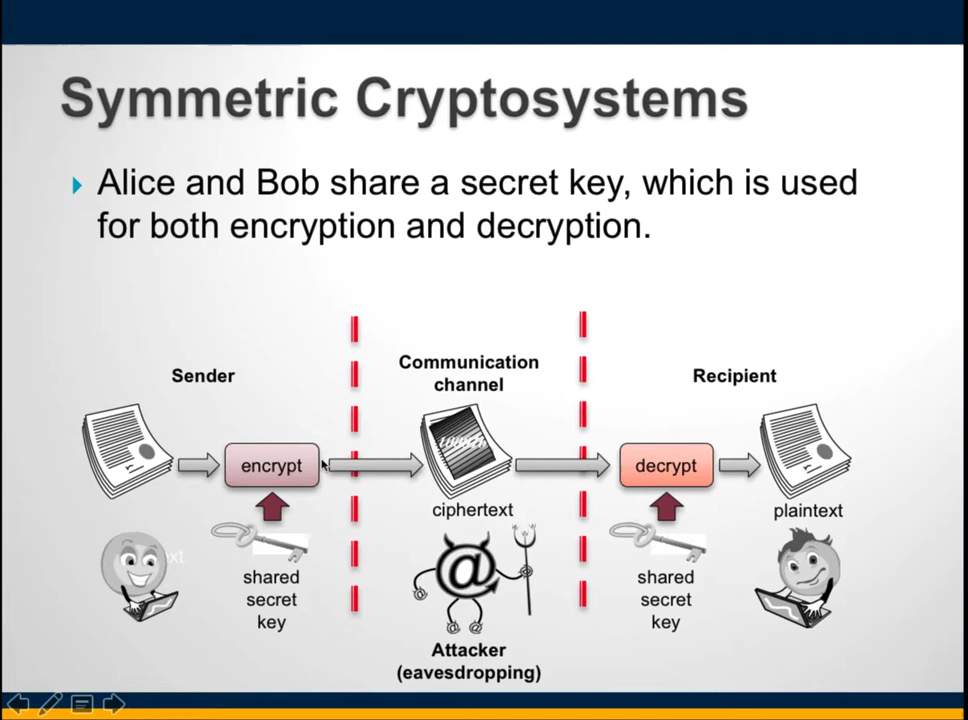 Symmetric Cryptosystems
Alice and Bob share a secret key, which is used
for both encryption and decryption.
Sender
Communication
channel
Recipient
encrypt
decrypt
ciphertext
plaintext
shared
secret
key
@
shared
secret
key
Attacker
(eavesdropping)